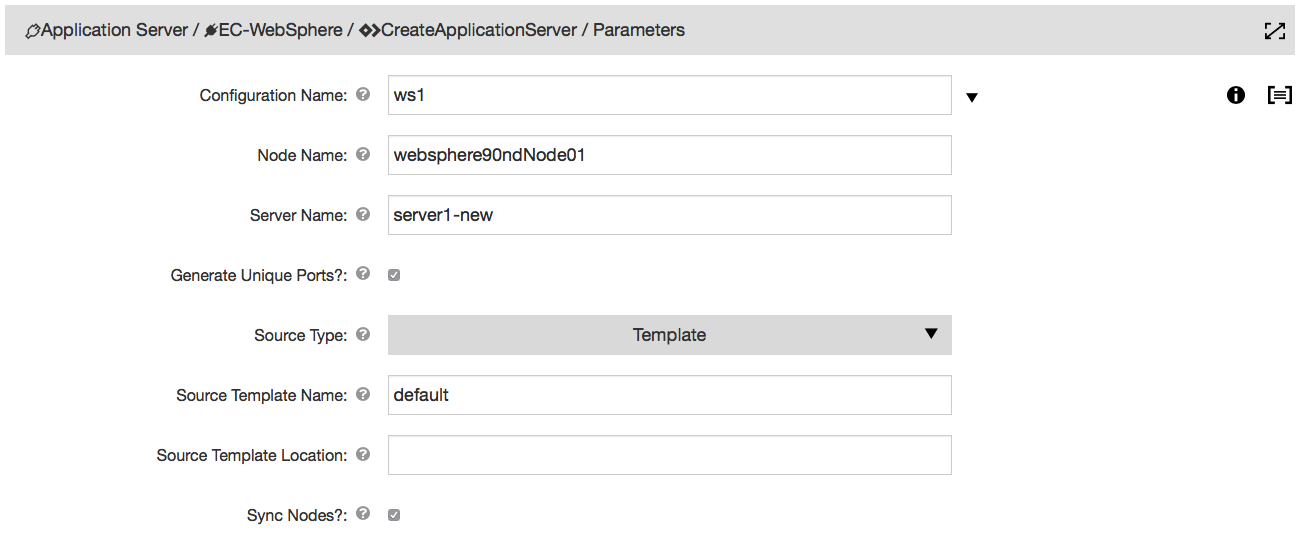 Application Server / EC-WebSphere / CreateApplicationServer / Parameters
Configuration Name: ws1
Node Name: websphere90ndNode01
Server Name: server1-new
Generate Unique Ports?:
Source Type: Template
Source Template Name: default
Source Template Location:
Sync Nodes?: